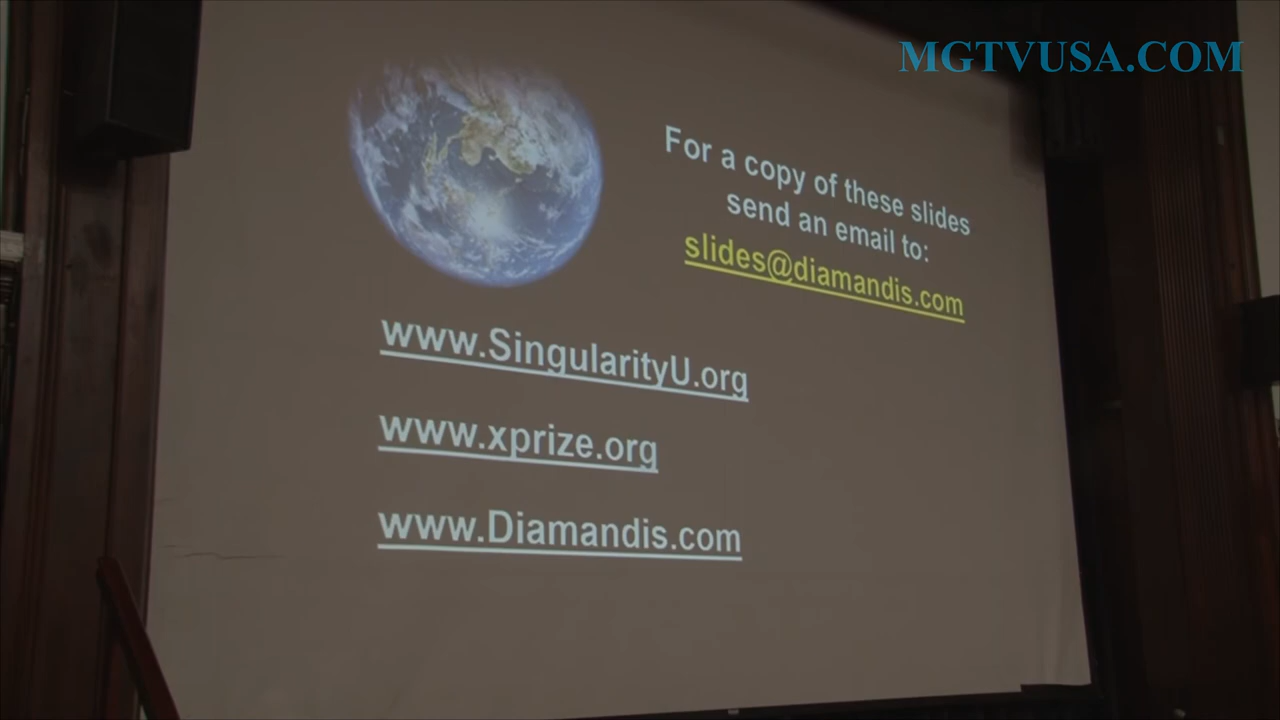 MGTVUSA.COM
For a copy of these slides
send an email to:
slides@diamandis.com
www.SingularityU.org
www.xprize.org
www.Diamandis.com